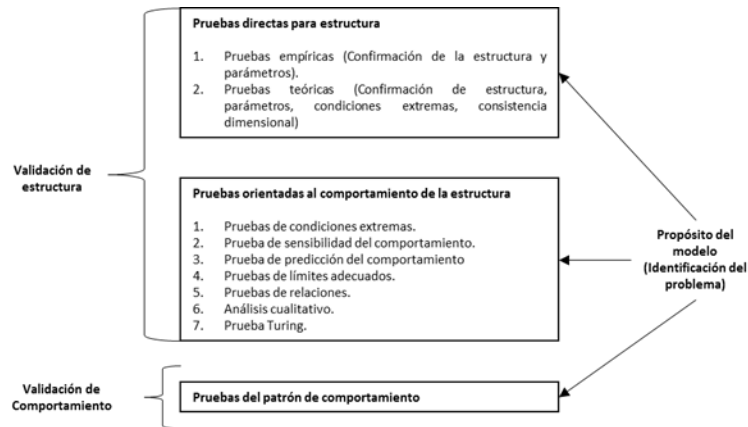 Pruebas directas para estructura
1. Pruebas empíricas (Confirmación de la estructura y
parámetros).
2. Pruebas teóricas (Confirmación de estructura,
parámetros, condiciones extremas, consistencia
dimensional)
Validación de
estructura
Pruebas orientadas al comportamiento de la estructura
1. Pruebas de condiciones extremas.
2. Prueba de sensibilidad del comportamiento.
3. Prueba de predicción del comportamiento
4. Pruebas de límites adecuados.
5. Pruebas de relaciones.
6. Análisis cualitativo.
7. Prueba Turing.
Propósito del
modelo
(Identificación del
problema)
Validación de
Comportamiento
Pruebas del patrón de comportamiento